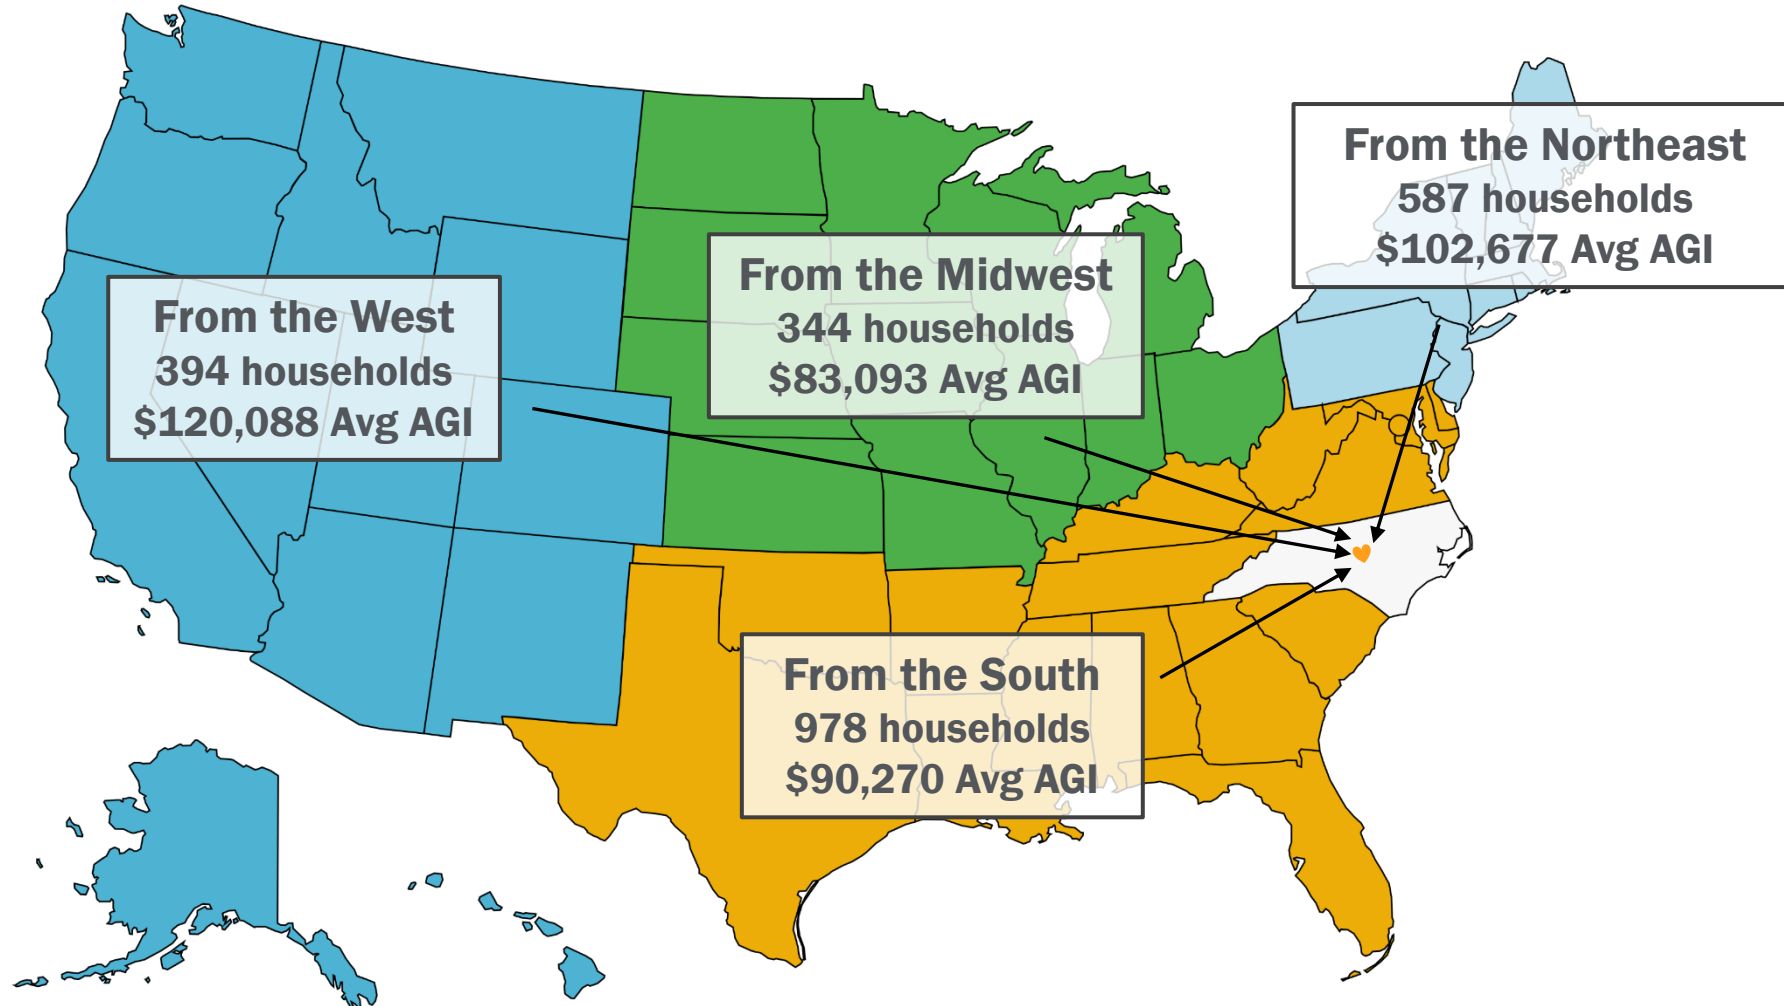 From the Northeast
587 households
$102,677 Avg AGI
From the Midwest
344 households
$83,093 Avg AGI
From the West
394 households
$120,088 Avg AGI
From the South
978 households
$90,270 Avg AGI